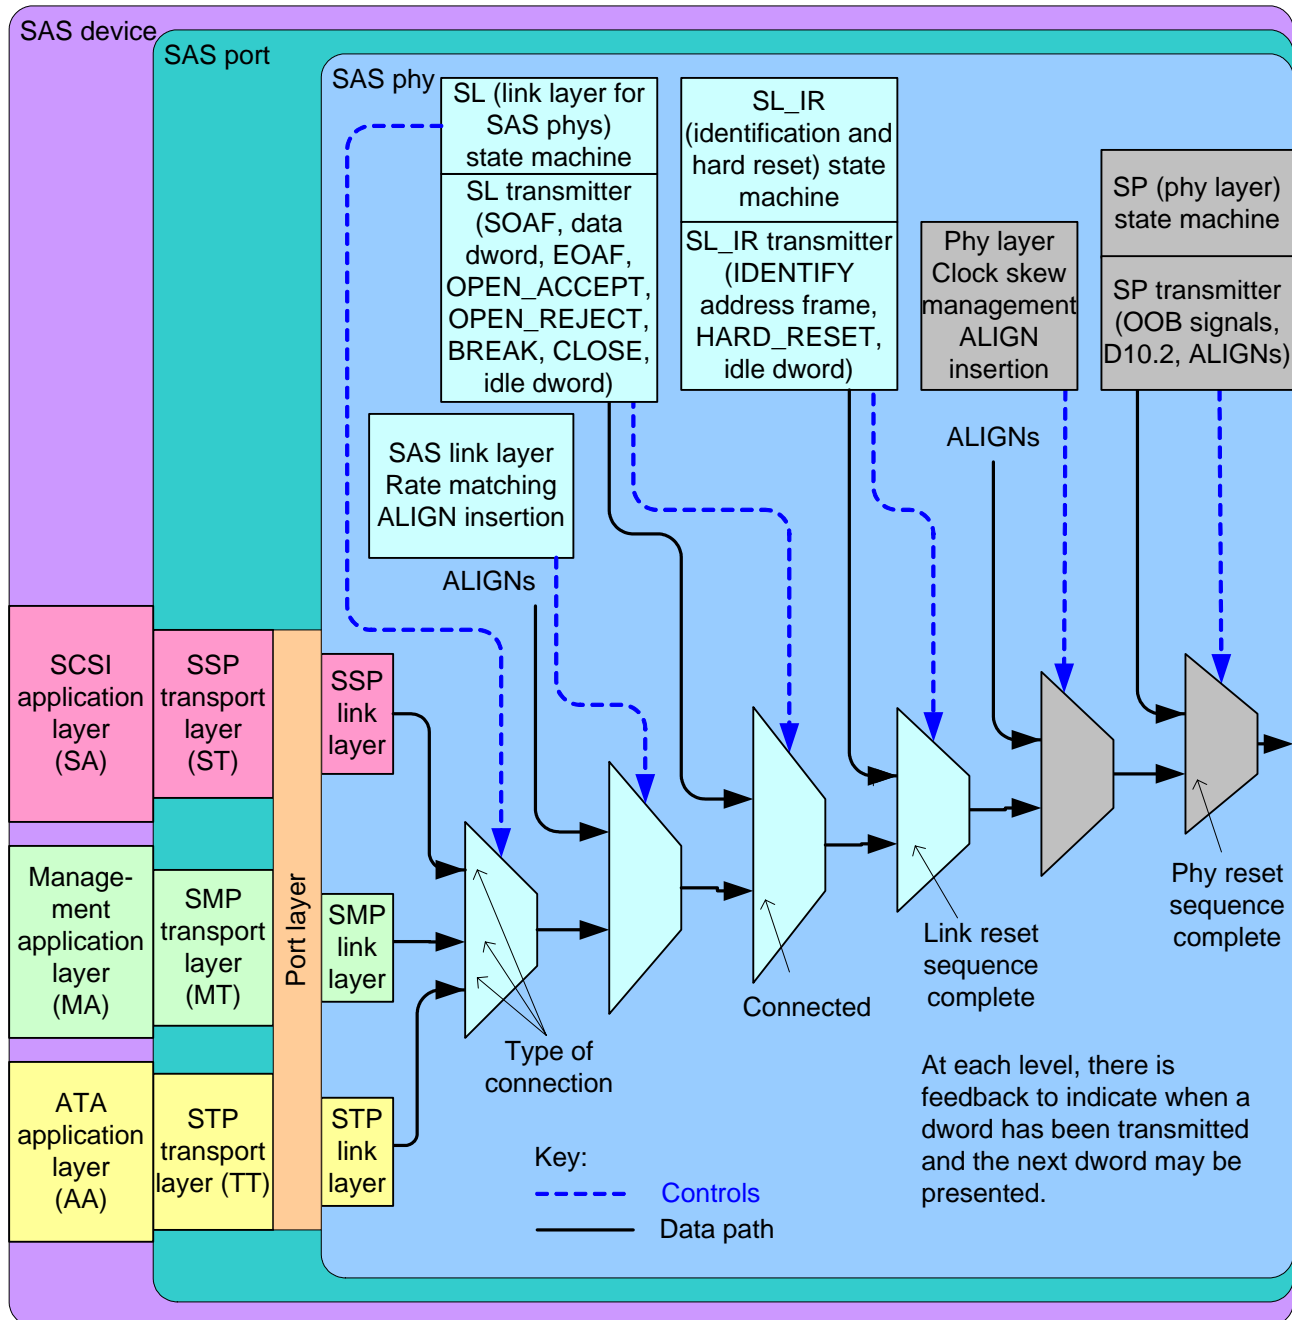 SAS device
SAS port
SAS phy
SL (link layer for
SAS phys)
state machine
SL transmitter
(SOAF, data
dword, EOAF,
OPEN_ACCEPT,
OPEN_REJECT,
BREAK, CLOSE,
idle dword)
SL_IR
(identification and
hard reset) state
machine
SL_IR transmitter
(IDENTIFY
address frame,
HARD_RESET,
idle dword)
Phy layer
Clock skew
management
ALIGN
insertion
SP (phy layer)
state machine
SP transmitter
(OOB signals,
D10.2, ALIGNs)
SAS link layer
Rate matching
ALIGN insertion
ALIGNs
ALIGNs
SCSI
application
layer
(SA)
SSP
transport
layer
(ST)
SSP
link
layer
Manage-
ment
application
layer
(MA)
SMP
transport
layer
(MT)
Port layer
SMP
link
layer
ATA
application
layer
(AA)
STP
transport
layer (TT)
STP
link
layer
Type of
connection
Connected
Link reset
sequence
complete
Phy reset
sequence
complete
At each level, there is
feedback to indicate when a
dword has been transmitted
and the next dword may be
presented.
Key:
Controls
Data path